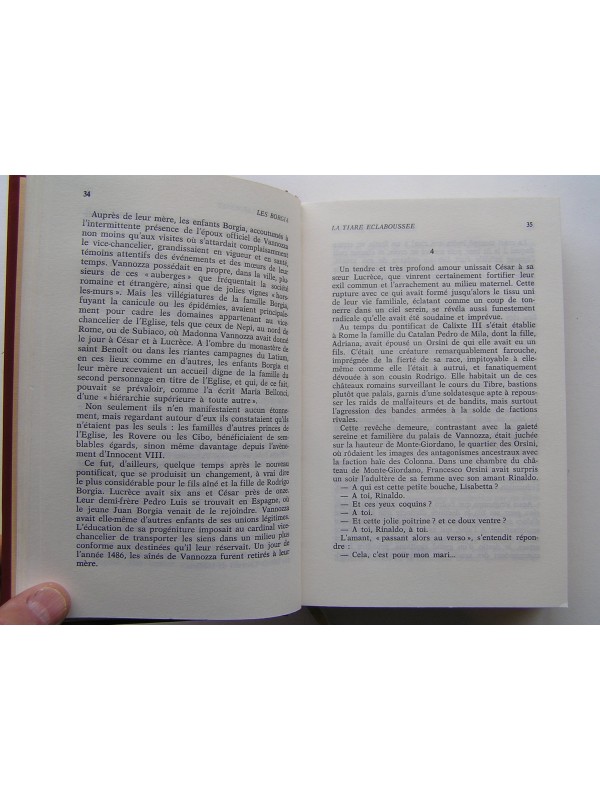 34
LES BORGIA
Auprès de leur mère, les enfants Borgia, accoutumés à
l'intermittente présence de l'époux officiel de Vannozza
non moins qu'aux visites où s'attardait complaisamment
le vice-chancelier, grandissaient en vigueur et en santé,
témoins attentifs des événements et des mœurs de leur
temps. Vannozza possédait en propre, dans la ville, plu-
sieurs de ces « auberges » que fréquentait la société
romaine et étrangère, ainsi que de jolies vignes « hors-
les-murs ». Mais les villégiatures de la famille Borgia,
fuyant la canicule ou les épidémies, avaient principale-
ment pour cadre les domaines appartenant au vice-
chancelier de l'Eglise, tels que ceux de Nepi, au nord de
Rome, ou de Subiaco, où Madonna Vannozza avait donné
le jour à César et à Lucrèce. A l'ombre du monastère
saint Benoît ou dans les riantes campagnes du Latium,
en ces lieux comme en d'autres, les enfants Borgia et
leur mère recevaient un accueil digne de la famille du
second personnage en titre de l'Eglise, et qui, de ce fait,
pouvait se prévaloir, comme l'a écrit Maria Bellonci,
d'une « hiérarchie supérieure à toute autre ».
Non seulement ils n'en manifestaient aucun étonne-
ment, mais regardant autour d'eux ils constataient qu'ils
n'étaient pas les seuls : les familles d'autres princes de
l'Eglise, les Rovere ou les Cibo, bénéficiaient de sem-
blables égards, sinon même davantage depuis l'avène-
ment d'Innocent VIII.
Ce fut, d'ailleurs, quelque temps après le nouveau
pontificat, que se produisit un changement des plus
considérable pour le fils aîné et la fille de Rodrigo
Borgia. Lucrèce avait six ans et César près de onze.
Leur demi-frère Pedro Luis se trouvait en Espagne, où
le jeune Juan Borgia venait de le rejoindre. Vannozza
avait elle-même d'autres enfants de ses unions légitimes.
L'éducation de sa progéniture imposait au cardinal vice-
chancelier de transporter les siens dans un milieu plus
conforme aux destinées qu'il leur réservait. Un jour de
l'année 1486, les aînés de Vannozza furent retirés à leur
mère.
LA TIARE ECLABOUSSEE
35
4
Un tendre et très profond amour unissait César à sa
sœur Lucrèce, que vinrent certainement fortifier leur
exil commun et l'arrachement au milieu maternel. Cette
rupture avec ce qui avait formé jusqu'alors le tissu uni
de leur vie familiale, éclatant comme un coup de ton-
nerre dans un ciel serein, se révéla aussi funestement
radicale qu'elle avait été soudaine et imprévue.
Au temps du pontificat de Calixte III s'était établie
à Rome la famille du Catalan Pedro de Mila, dont la fille,
Adriana, avait épousé un Orsini de qui elle avait eu un
fils. C'était une créature remarquablement farouche,
imprégnée de la fierté de sa race, impitoyable à elle-
même comme elle l'était à autrui, et fanatiquement
dévouée à son cousin Rodrigo. Elle habitait un de ces
châteaux romains surveillant le cours du Tibre, bastions
plutôt que palais, garnis d'une soldatesque apte à repous-
ser les raids de malfaiteurs et de bandits, mais surtout
l'agression des bandes armées à la solde de factions
rivales.
Cette revêche demeure, contrastant avec la gaieté
sereine et familière du palais de Vannozza, était juchée
sur la hauteur de Monte-Giordano, le quartier des Orsini,
où rôdaient les images des antagonismes ancestraux avec
la faction haïe des Colonna. Dans une chambre du châ-
teau de Monte-Giordano, Francesco Orsini avait surpris
un soir l'adultère de sa femme avec son amant Rinaldo.
— A qui est cette petite bouche, Lisabetta ?
— A toi, Rinaldo.
— Et ces yeux coquins ?
— A toi.
— Et cette jolie poitrine ? et ce doux ventre ?
— A toi, Rinaldo, à toi.
L'amant, « passant alors au verso », s'entendit répon-
dre :
— Cela, c'est pour mon mari...